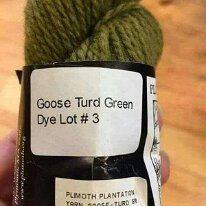 Goose Turd Green
Dye Lot # 3
PLIMOTH PLANTATION
YARN GOOSE-TURD GR